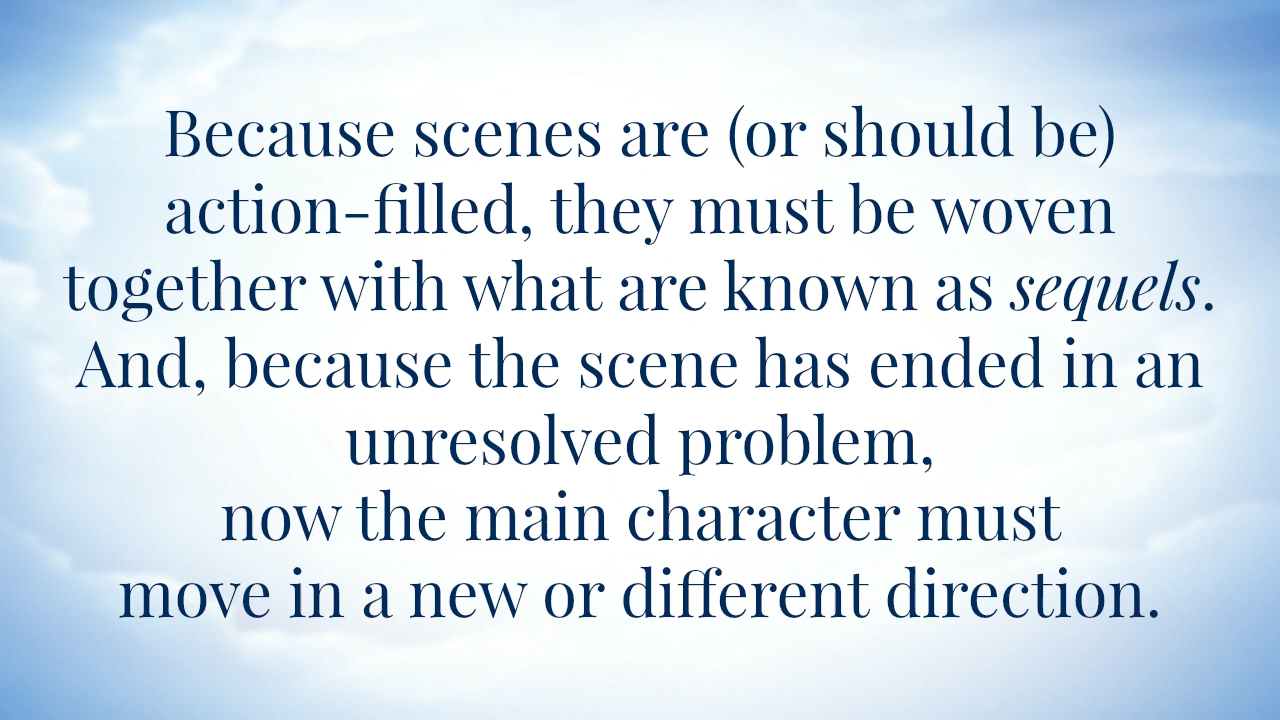 Because scenes are (or should be)
action-filled, they must be woven
together with what are known as sequels.
And, because the scene has ended in an
unresolved problem,
now the main character must
move in a new or different direction.